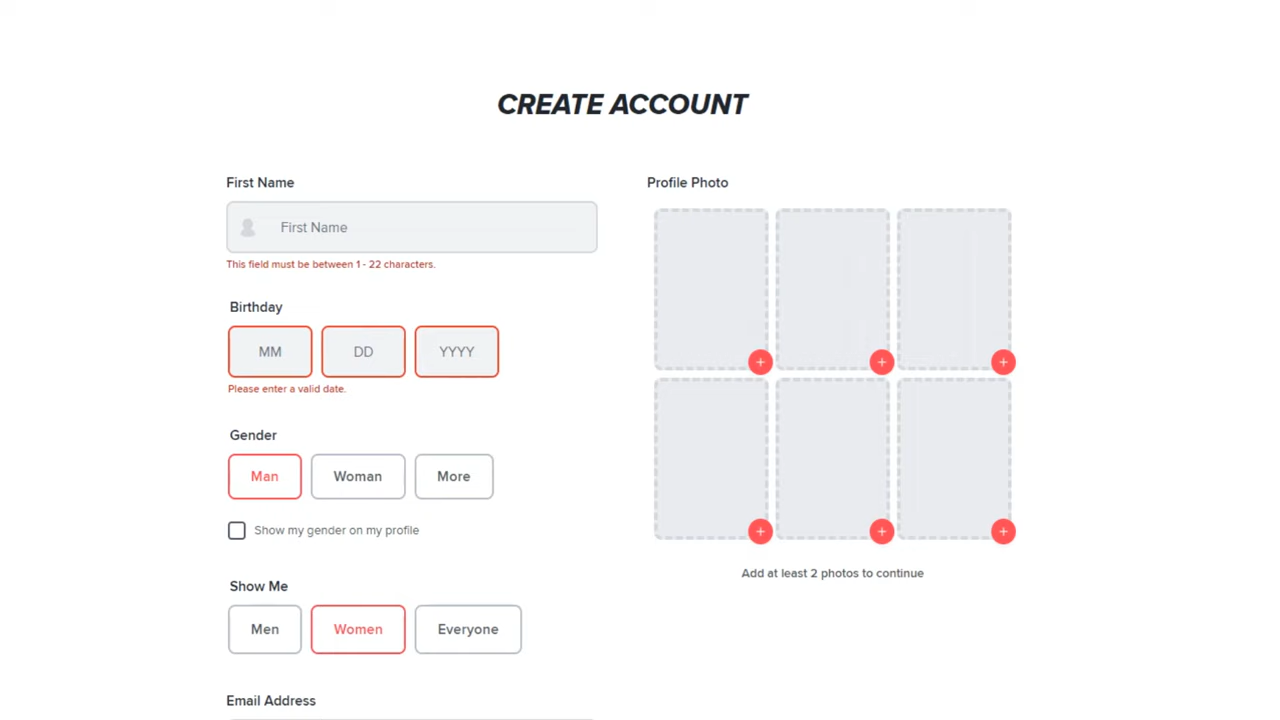 CREATE ACCOUNT
First Name
First Name
This field must be between 1 - 22 characters.
Birthday
MM DD YYYY
Please enter a valid date.
Gender
Man Woman More
Show my gender on my profile
Show Me
Men Women Everyone
Email Address
Profile Photo
+ + +
+ + +
Add at least 2 photos to continue